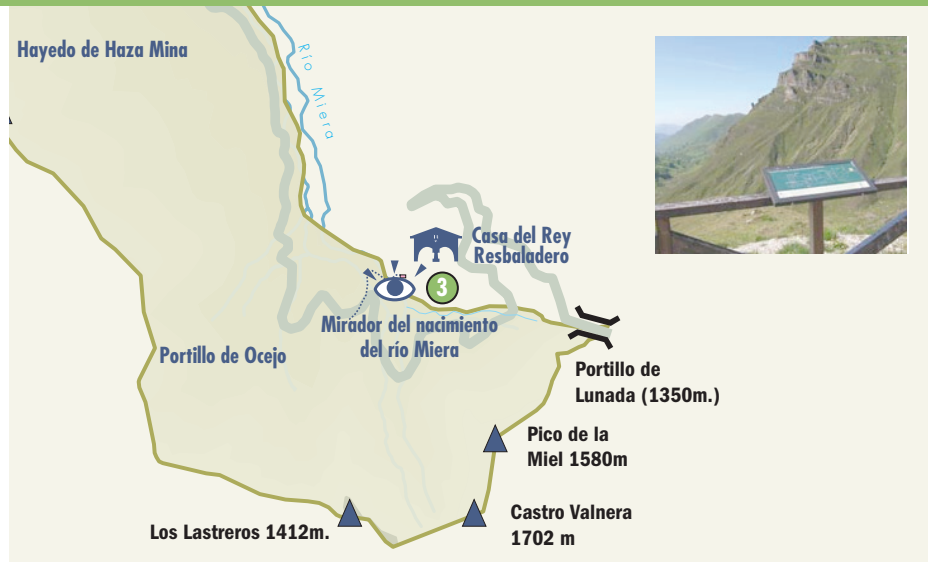 Hayedo de Haza Mina
Río Miera
Casa del Rey
Resbaladero
3
Mirador del nacimiento
del río Miera
Portillo de Ocejo
Portillo de
Lunada (1350m.)
Pico de la
Miel 1580m
Castro Valnera
1702 m
Los Lastreros 1412m.